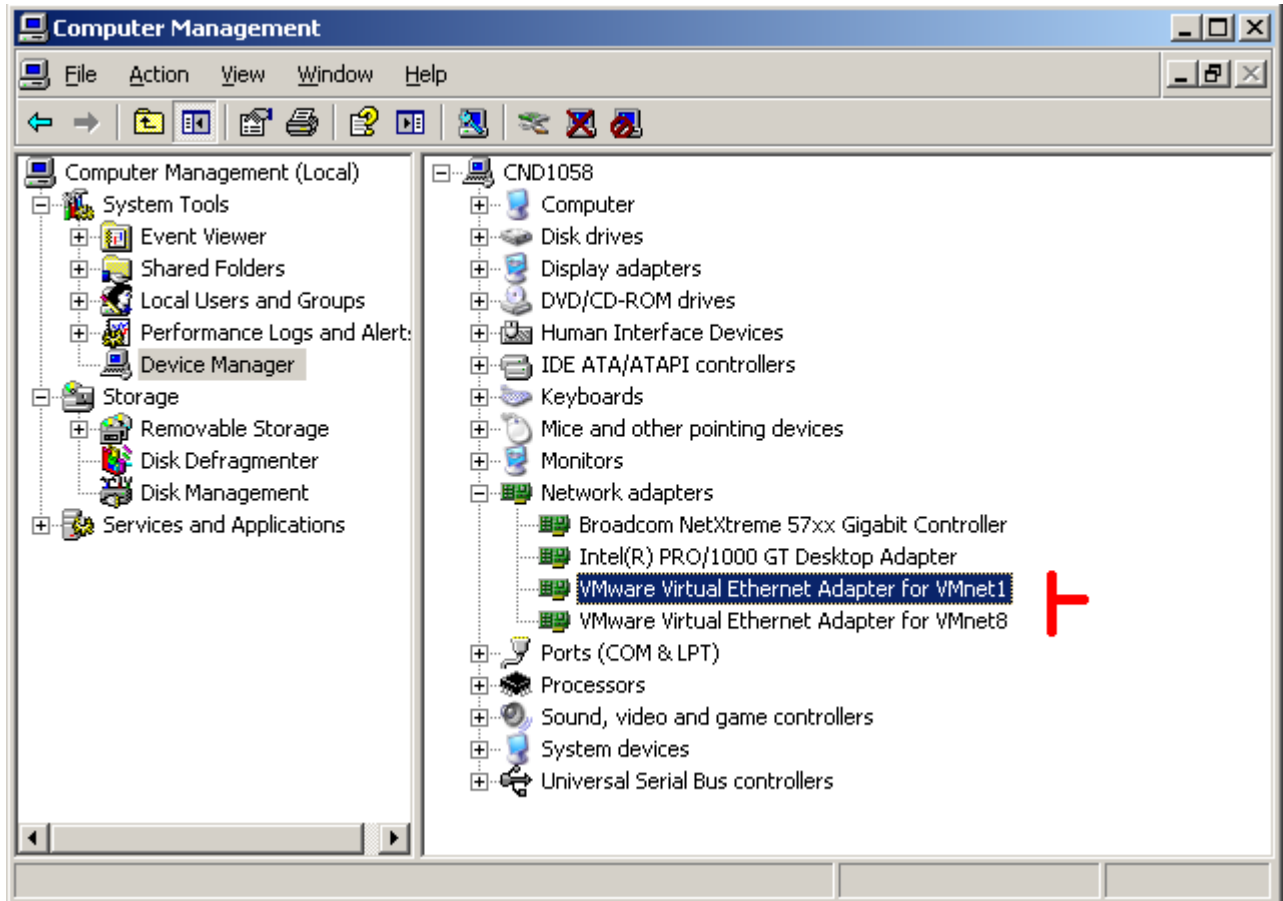 Computer Management
File Action View Window Help
Computer Management (Local)
System Tools
Event Viewer
Shared Folders
Local Users and Groups
Performance Logs and Alert
Device Manager
Storage
Removable Storage
Disk Defragmenter
Disk Management
Services and Applications
CND1058
Computer
Disk drives
Display adapters
DVD/CD-ROM drives
Human Interface Devices
IDE ATA/ATAPI controllers
Keyboards
Mice and other pointing devices
Monitors
Network adapters
Broadcom NetXtreme 57xx Gigabit Controller
Intel(R) PRO/1000 GT Desktop Adapter
VMware Virtual Ethernet Adapter for VMnet1
VMware Virtual Ethernet Adapter for VMnet8
Ports (COM & LPT)
Processors
Sound, video and game controllers
System devices
Universal Serial Bus controllers